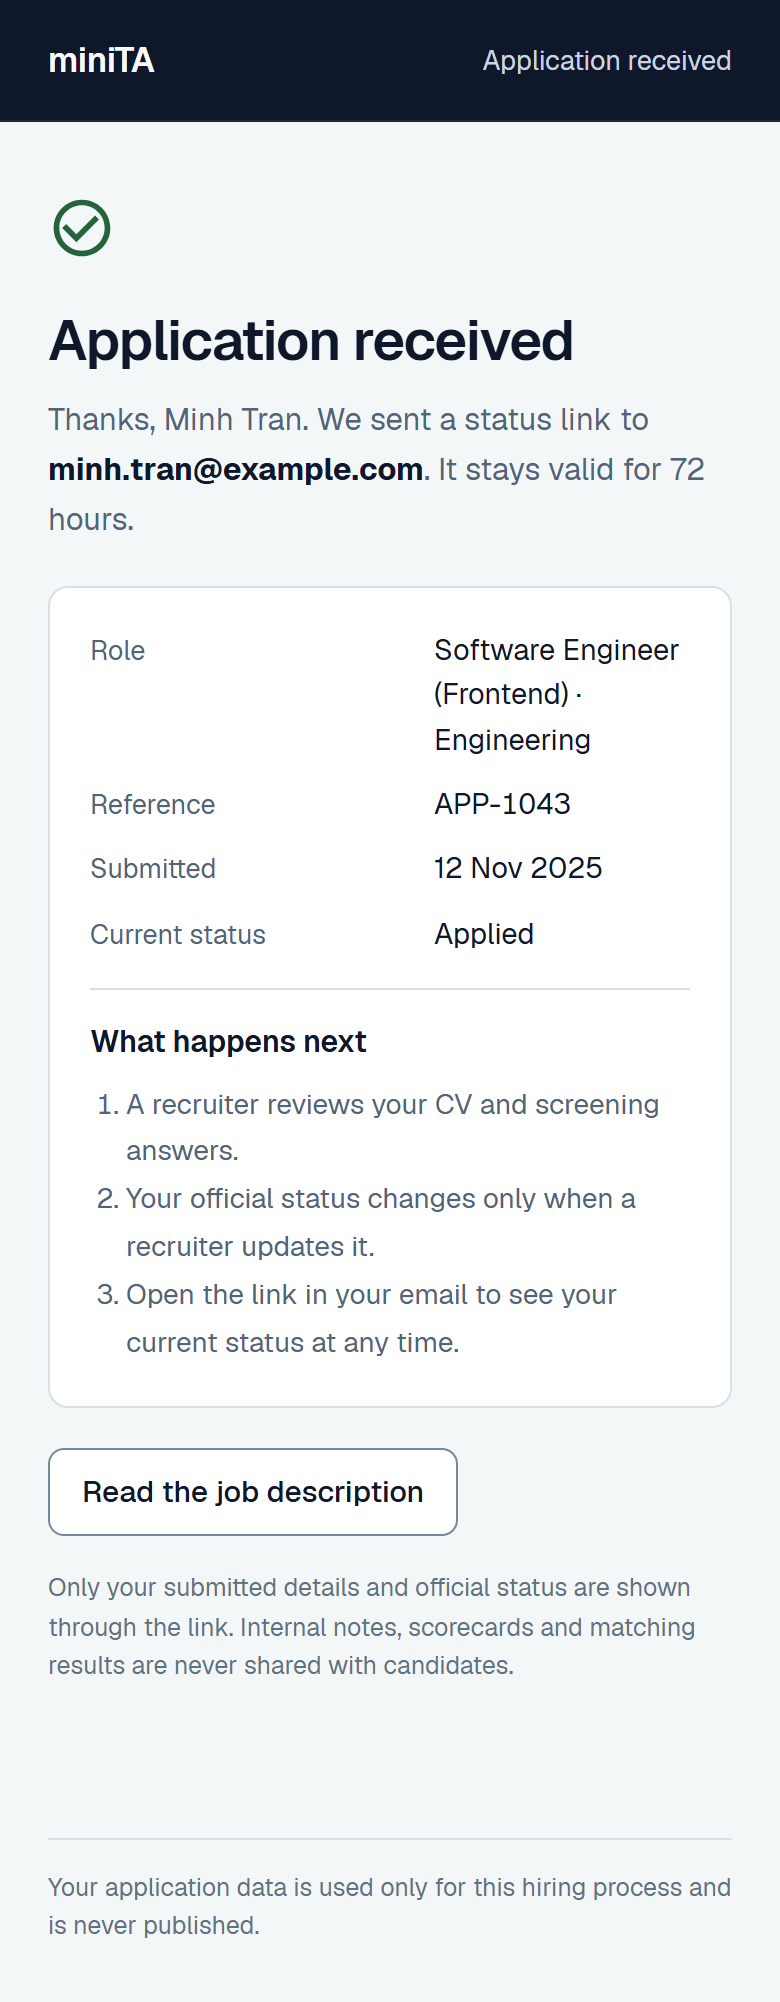 miniTA
Application received
Application received
Thanks, Minh Tran. We sent a status link to
minh.tran@example.com. It stays valid for 72
hours.
Role
Software Engineer
(Frontend) ·
Engineering
Reference
APP-1043
Submitted
12 Nov 2025
Current status
Applied
What happens next
1. A recruiter reviews your CV and screening
answers.
2. Your official status changes only when a
recruiter updates it.
3. Open the link in your email to see your
current status at any time.
Read the job description
Only your submitted details and official status are shown
through the link. Internal notes, scorecards and matching
results are never shared with candidates.
Your application data is used only for this hiring process and
is never published.